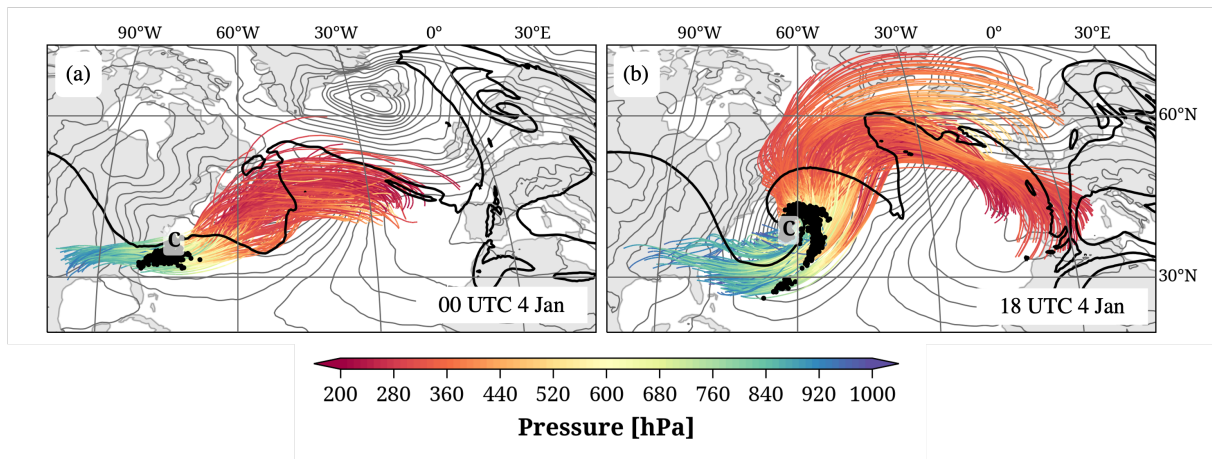 90°W 60°W 30°W 0° 30°E 90°W 60°W 30°W 0° 30°E
(a) (b)
60°N
C C
30°N
00 UTC 4 Jan 18 UTC 4 Jan
200 280 360 440 520 600 680 760 840 920 1000
Pressure [hPa]